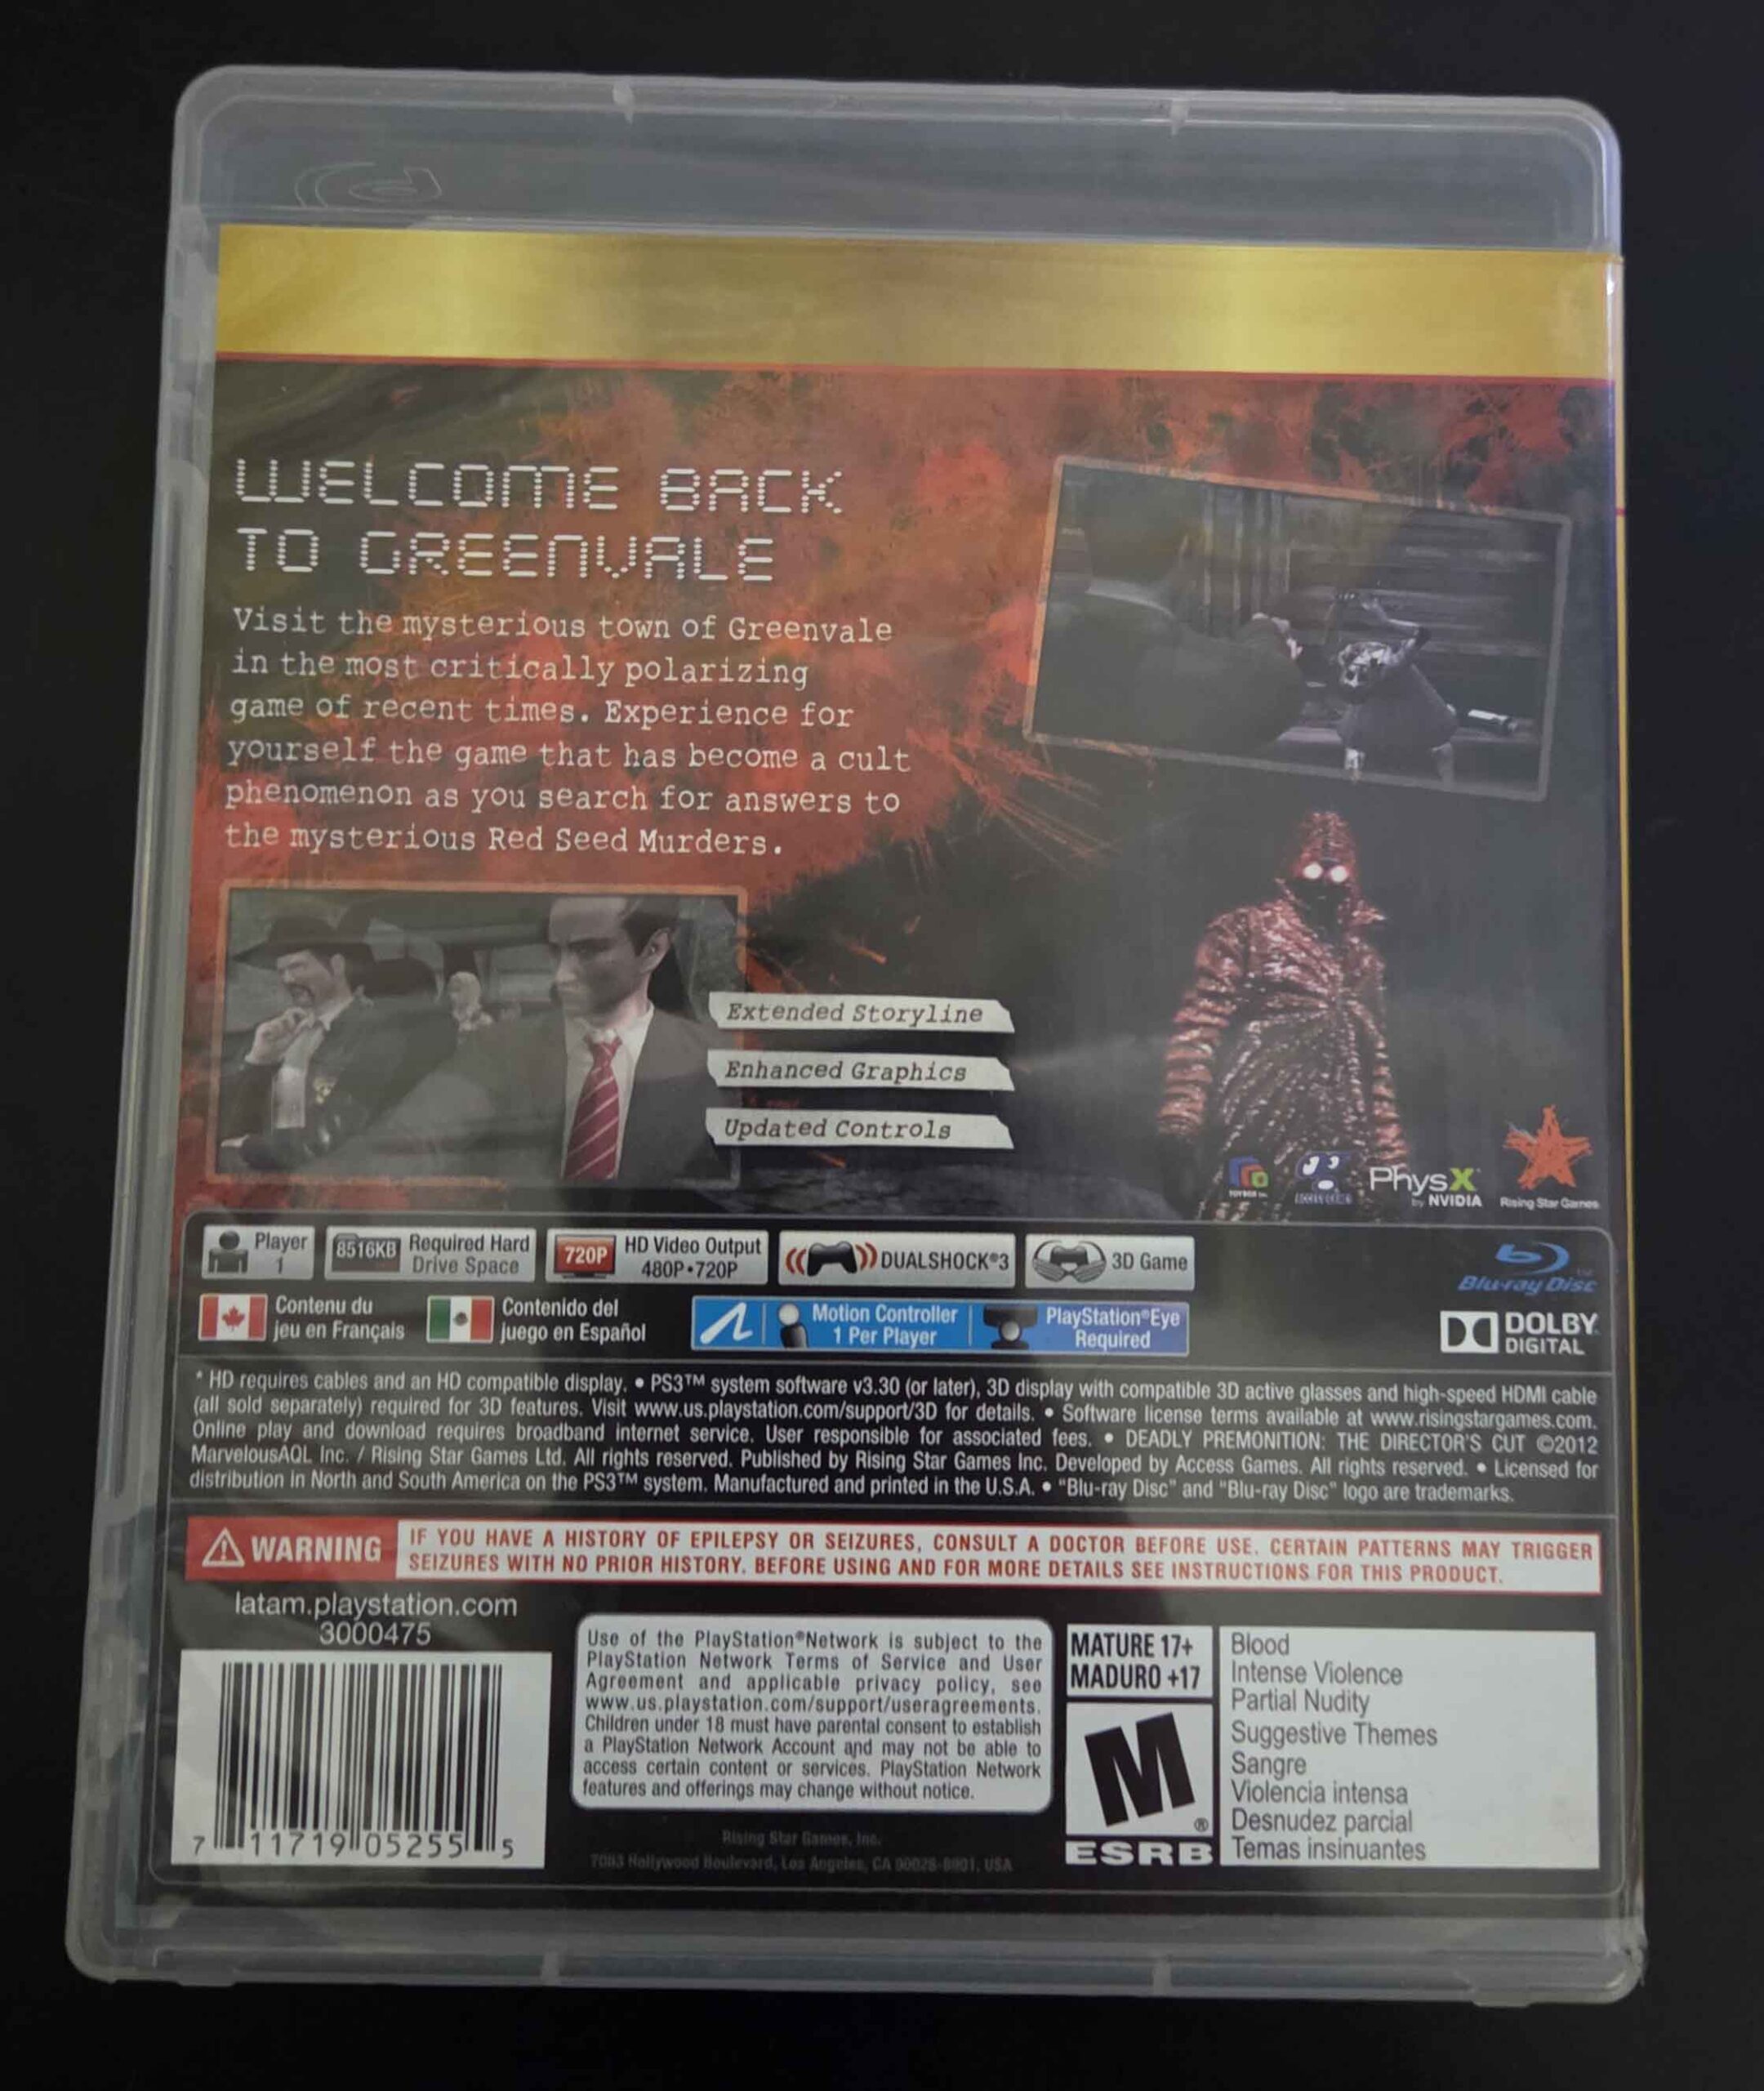 WELCOME BACK
TO GREENVALE
Visit the mysterious town of Greenvale
in the most critically polarizing
game of recent times. Experience for
yourself the game that has become a cult
phenomenon as you search for answers to
the mysterious Red Seed Murders.
Extended Storyline
Enhanced Graphics
Updated Controls
PhysX
by NVIDIA
Rising Star Games
Player
1
8516KB
Required Hard
Drive Space
720P
HD Video Output
480P•720P
DUALSHOCK®3
3D Game
Blu-ray Disc
Contenu du
jeu en Français
Contenido del
juego en Español
Motion Controller
1 Per Player
PlayStation®Eye
Required
DOLBY
DIGITAL
* HD requires cables and an HD compatible display. • PS3™ system software v3.30 (or later), 3D display with compatible 3D active glasses and high-speed HDMI cable
(all sold separately) required for 3D features. Visit www.us.playstation.com/support/3D for details. • Software license terms available at www.risingstargames.com.
Online play and download requires broadband internet service. User responsible for associated fees. • DEADLY PREMONITION: THE DIRECTOR'S CUT ©2012
MarvelousAQL Inc. / Rising Star Games Ltd. All rights reserved. Published by Rising Star Games Inc. Developed by Access Games. All rights reserved. • Licensed for
distribution in North and South America on the PS3™ system. Manufactured and printed in the U.S.A. • "Blu-ray Disc" and "Blu-ray Disc" logo are trademarks.
WARNING
IF YOU HAVE A HISTORY OF EPILEPSY OR SEIZURES, CONSULT A DOCTOR BEFORE USE. CERTAIN PATTERNS MAY TRIGGER
SEIZURES WITH NO PRIOR HISTORY. BEFORE USING AND FOR MORE DETAILS SEE INSTRUCTIONS FOR THIS PRODUCT.
latam.playstation.com
3000475
7 11719 05255 5
Use of the PlayStation®Network is subject to the
PlayStation Network Terms of Service and User
Agreement and applicable privacy policy, see
www.us.playstation.com/support/useragreements.
Children under 18 must have parental consent to establish
a PlayStation Network Account and may not be able to
access certain content or services. PlayStation Network
features and offerings may change without notice.
Rising Star Games, Inc.
7083 Hollywood Boulevard, Los Angeles, CA USA
MATURE 17+
MADURO +17
M
®
ESRB
Blood
Intense Violence
Partial Nudity
Suggestive Themes
Sangre
Violencia intensa
Desnudez parcial
Temas insinuantes